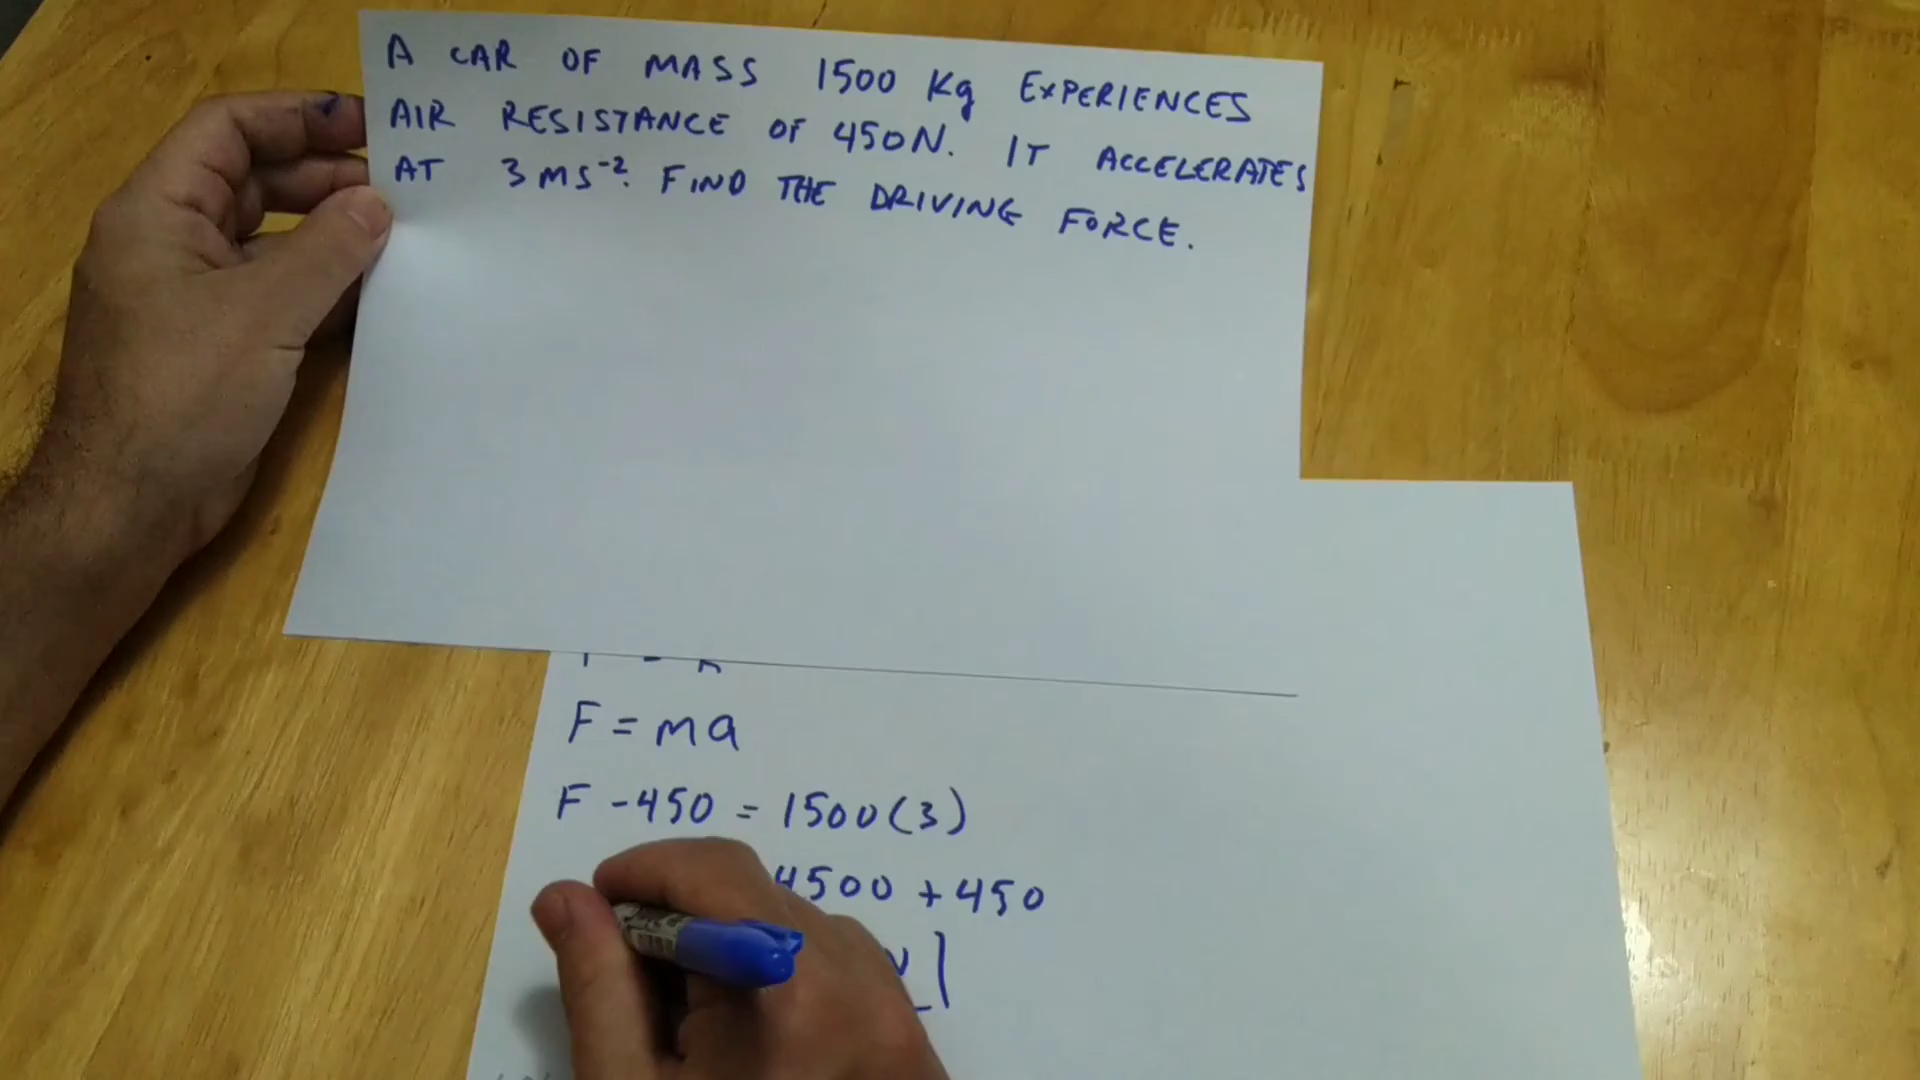 A CAR OF MASS 1500 Kg EXPERIENCES
AIR RESISTANCE OF 450N. IT ACCELERATES
AT 3 MS⁻². FIND THE DRIVING FORCE.
F = ma
F - 450 = 1500(3)
4500 + 450